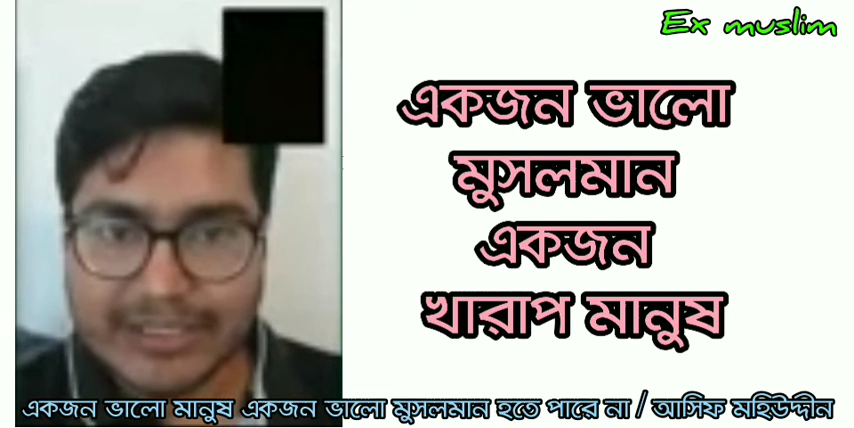 Ex muslim
একজন ভালো
মুসলমান
একজন
খারাপ মানুষ
একজন ভালো মানুষ একজন ভালো মুসলমান হতে পারে না / আসিফ মহিউদ্দীন